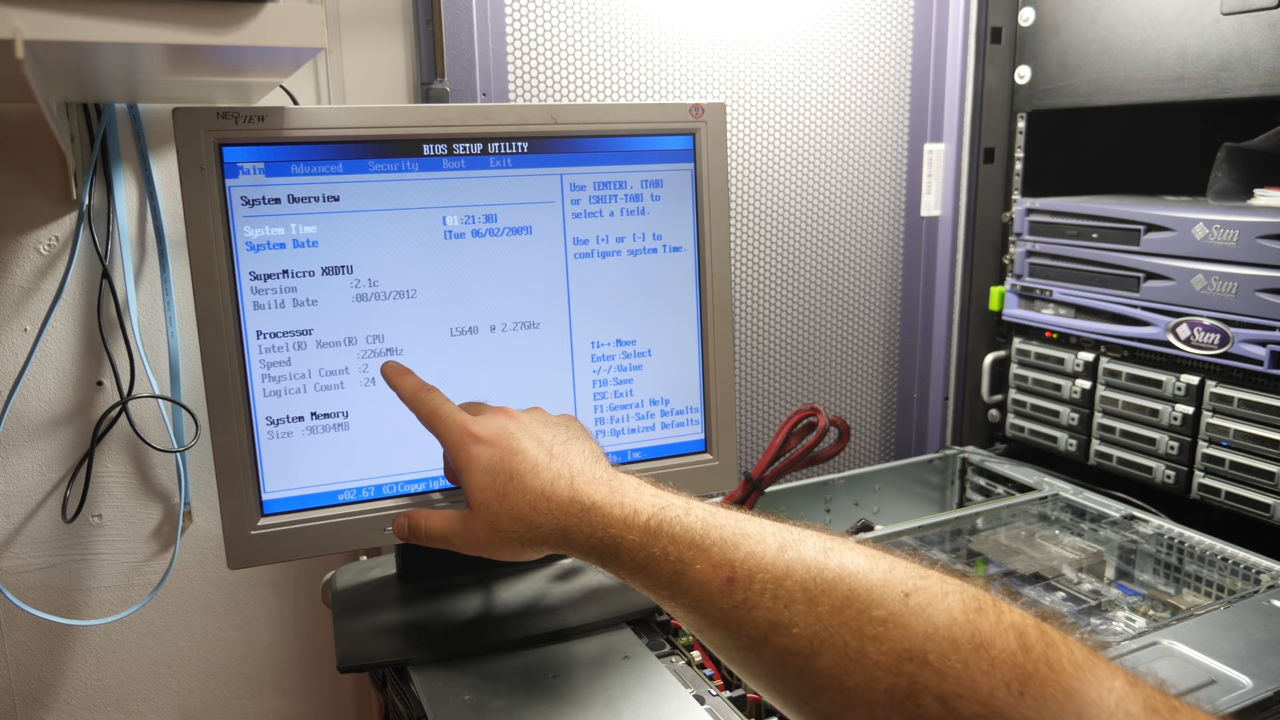 NEOVIEW
BIOS SETUP UTILITY
Main Advanced Security Boot Exit
System Overview
System Time [01:21:38]
System Date [Tue 06/02/2009]
SuperMicro X8DTU
Version :2.1c
Build Date :08/03/2012
Processor
Intel(R) Xeon(R) CPU L5640 @ 2.27GHz
Speed :2266MHz
Physical Count :2
Logical Count :24
System Memory
Size :98304MB
Use [ENTER], [TAB]
or [SHIFT-TAB] to
select a field.
Use [+] or [-] to
configure system Time.
↑↓←→:Move
Enter:Select
+/-/:Value
F10:Save
ESC:Exit
F1:General Help
F8:Fail-Safe Defaults
F9:Optimized Defaults
v02.67 (C)Copyright
ds, Inc.
Sun
Sun
Sun